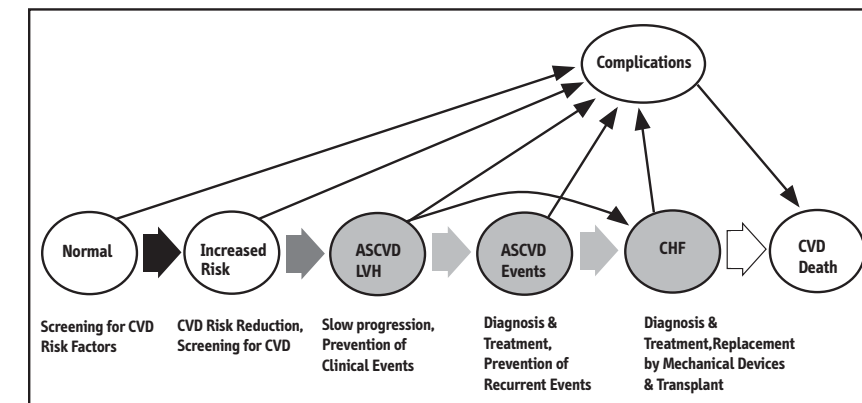 Complications
Normal
Increased
Risk
ASCVD
LVH
ASCVD
Events
CHF
CVD
Death
Screening for CVD
Risk Factors
CVD Risk Reduction,
Screening for CVD
Slow progression,
Prevention of
Clinical Events
Diagnosis &
Treatment,
Prevention of
Recurrent Events
Diagnosis &
Treatment,Replacement
by Mechanical Devices
& Transplant